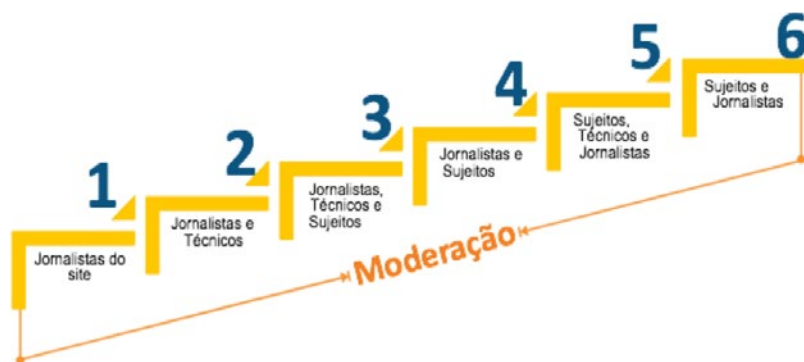 1
Jornalistas do
site
2
Jornalistas e
Técnicos
3
Jornalistas,
Técnicos e
Sujeitos
4
Jornalistas e
Sujeitos
5
Sujeitos,
Técnicos e
Jornalistas
6
Sujeitos e
Jornalistas
Moderação